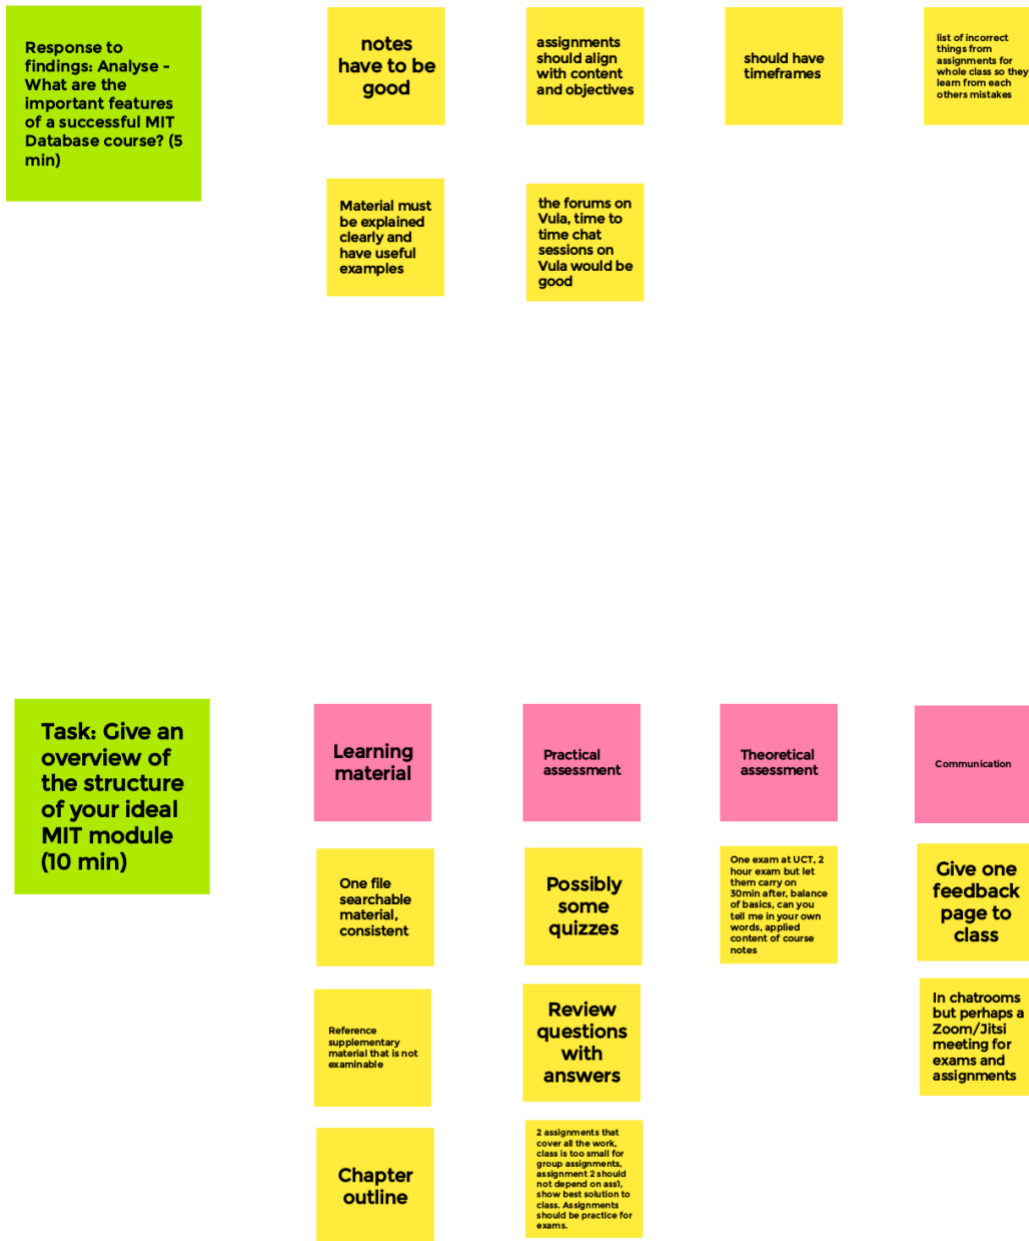 Response to
findings: Analyse -
What are the
important features
of a successful MIT
Database course? (5
min)
notes
have to be
good
assignments
should align
with content
and objectives
should have
timeframes
list of incorrect
things from
assignments for
whole class so they
learn from each
others mistakes
Material must
be explained
clearly and
have useful
examples
the forums on
Vula, time to
time chat
sessions on
Vula would be
good
Task: Give an
overview of
the structure
of your ideal
MIT module
(10 min)
Learning
material
Practical
assessment
Theoretical
assessment
Communication
One file
searchable
material,
consistent
Possibly
some
quizzes
One exam at UCT, 2
hour exam but let
them carry on
30min after, balance
of basics, can you
tell me in your own
words, applied
content of course
notes
Give one
feedback
page to
class
Reference
supplementary
material that is not
examinable
Review
questions
with
answers
In chatrooms
but perhaps a
Zoom/Jitsi
meeting for
exams and
assignments
Chapter
outline
2 assignments that
cover all the work,
class is too small for
group assignments,
assignment 2 should
not depend on ass1,
show best solution to
class. Assignments
should be practice for
exams.